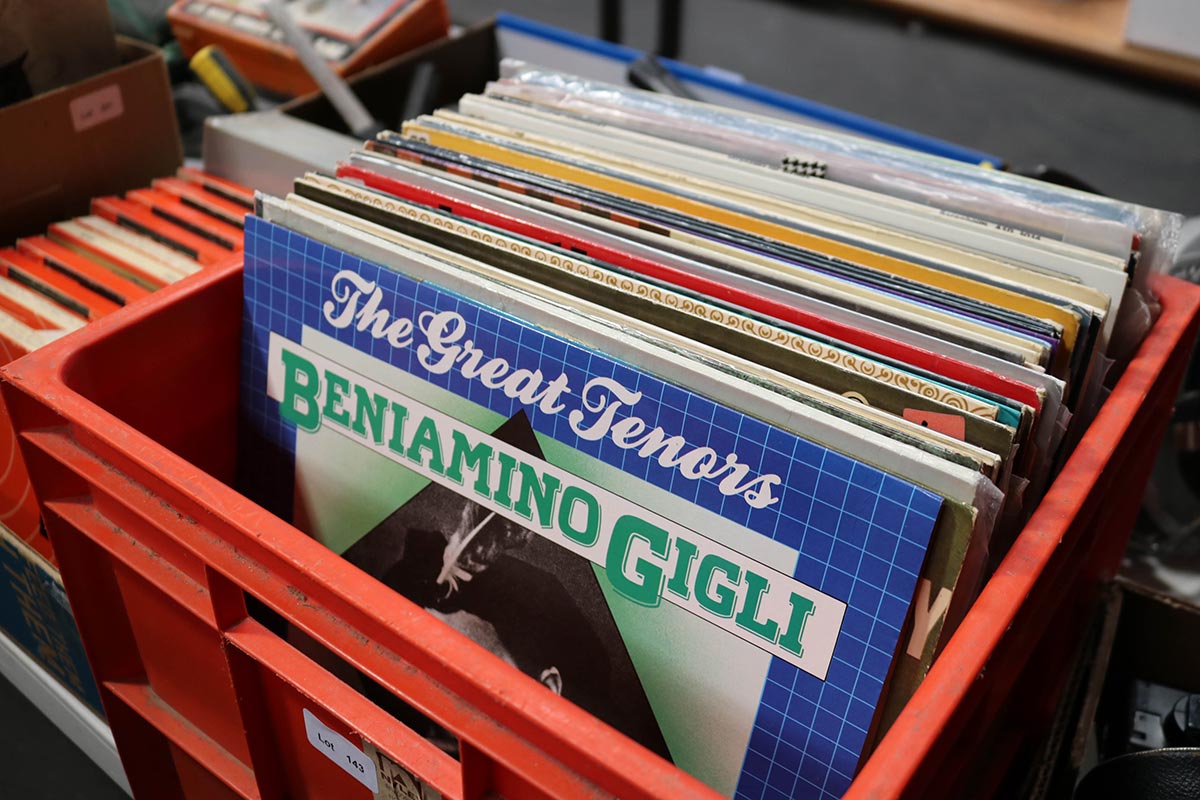 The Great Tenors
BENIAMINO GIGLI
Lot 143